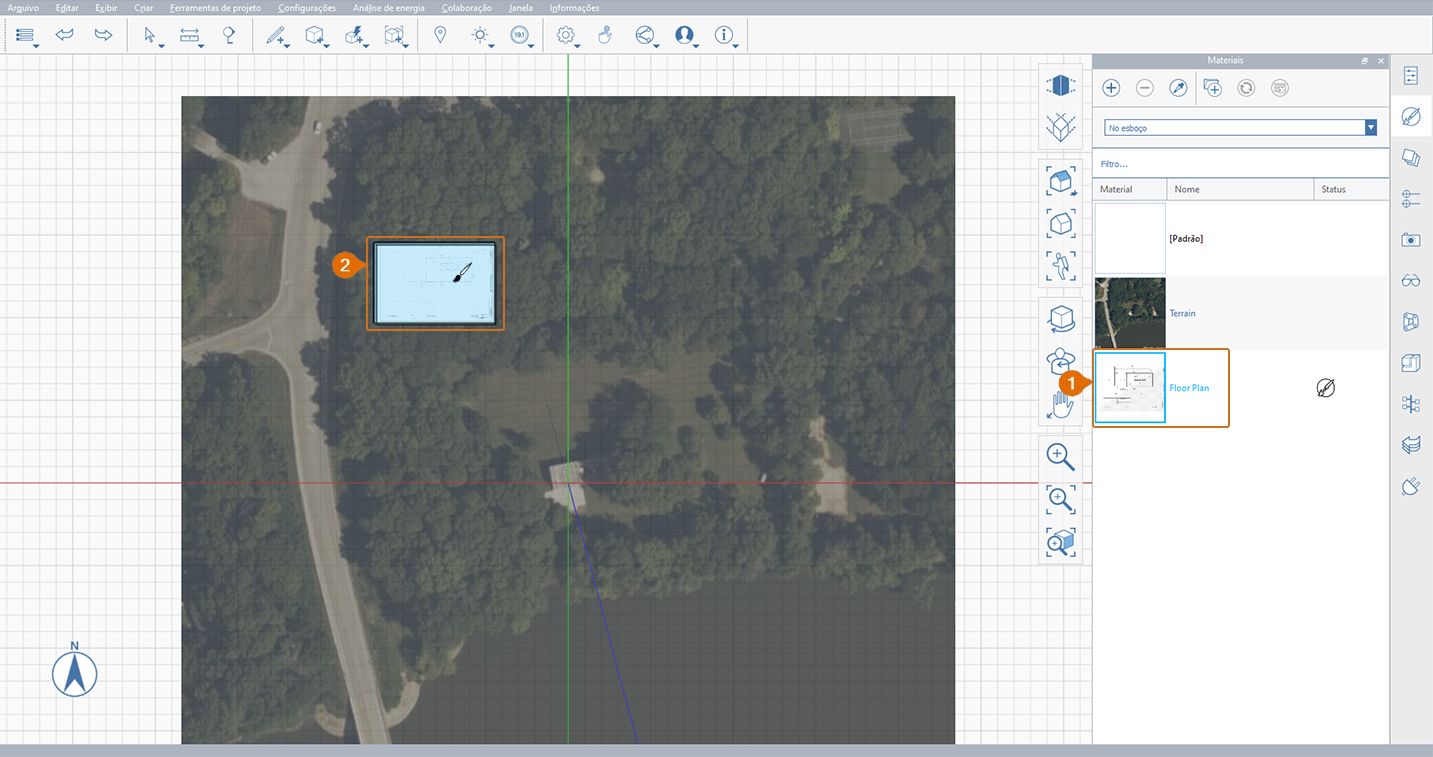 Arquivo Editar Exibir Criar Ferramentas de projeto Configurações Análise de energia Colaboração Janela Informações
191
Materiais
No esboço
Filtro...
Material Nome Status
[Padrão]
2
Terrain
1
Floor Plan
N